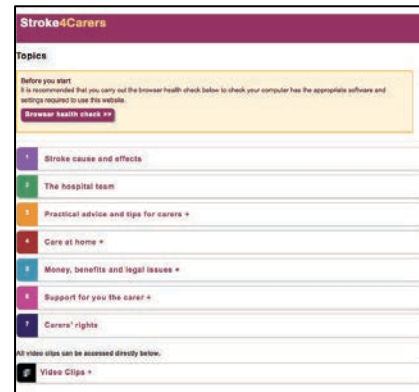 Stroke4Carers
Topics
Before you start
It is recommended that you carry out the browser health check below to check your computer has the appropriate software and
settings required to use this website.
Browser health check >>
1 Stroke cause and effects
2 The hospital team
3 Practical advice and tips for carers +
4 Care at home +
5 Money, benefits and legal issues +
6 Support for you the carer +
7 Carers' rights
All video clips can be accessed directly below.
Video Clips +